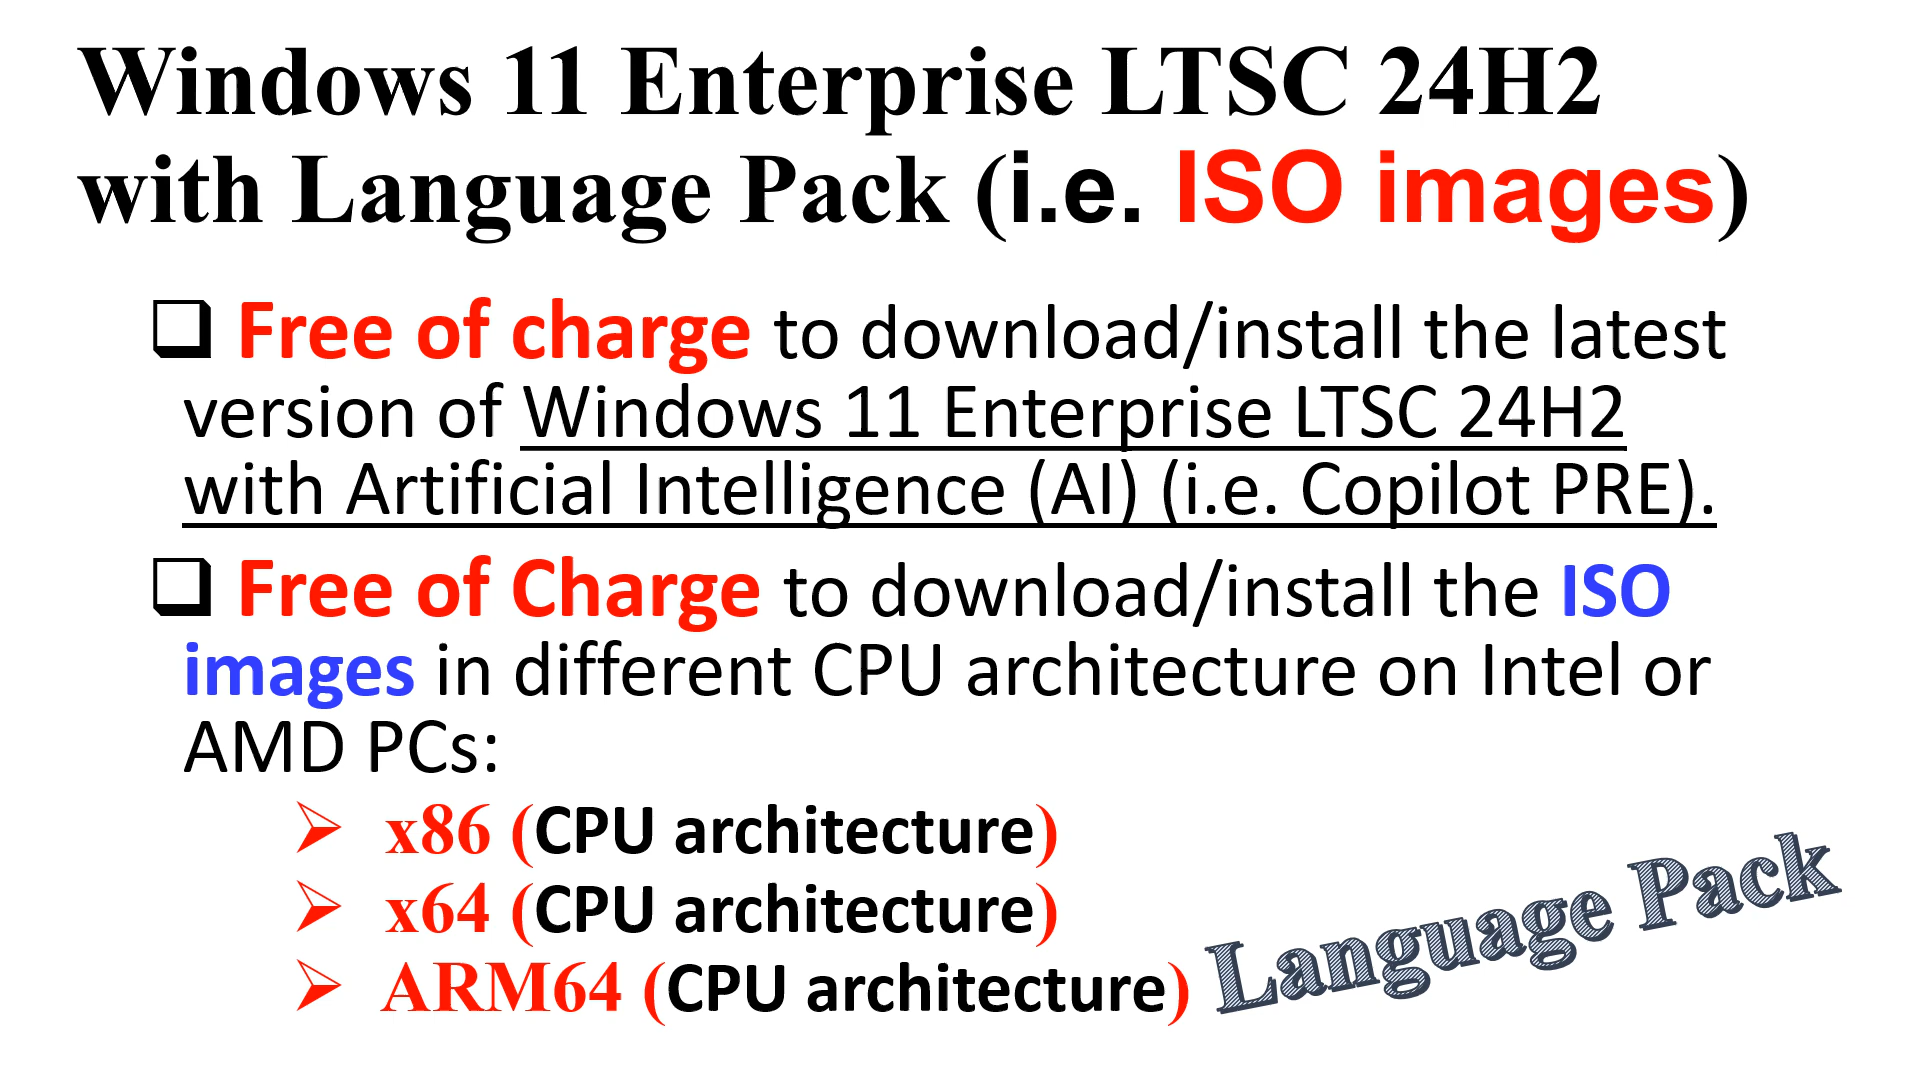 Windows 11 Enterprise LTSC 24H2
with Language Pack (i.e. ISO images)
❑ Free of charge to download/install the latest
version of Windows 11 Enterprise LTSC 24H2
with Artificial Intelligence (AI) (i.e. Copilot PRE).
❑ Free of Charge to download/install the ISO
images in different CPU architecture on Intel or
AMD PCs:
➢ x86 (CPU architecture)
➢ x64 (CPU architecture)
➢ ARM64 (CPU architecture)
Language Pack